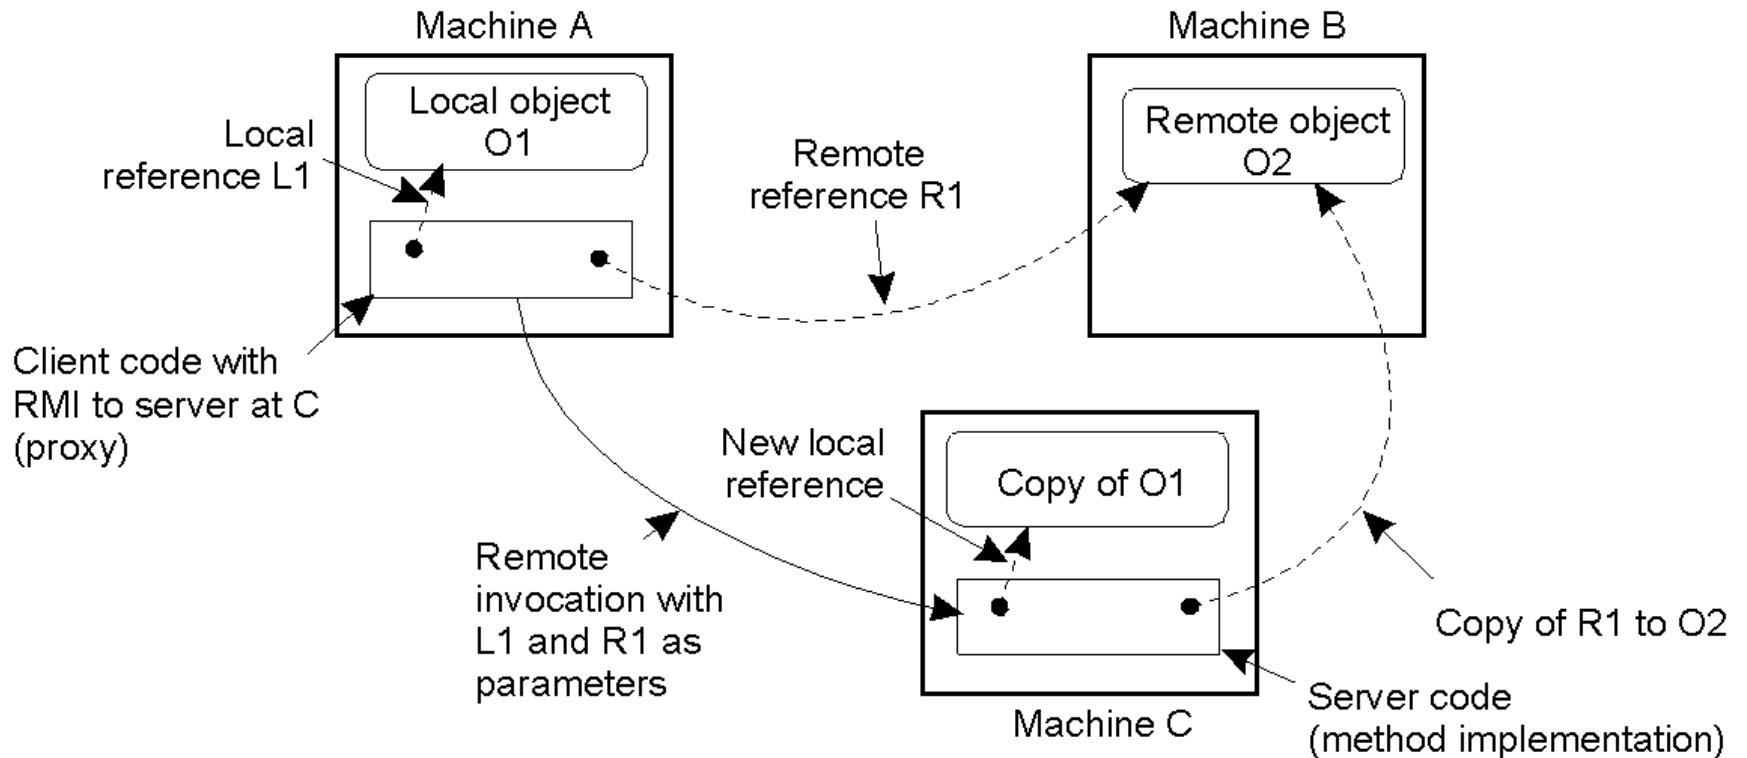 Machine A
Machine B
Local object
O1
Remote object
O2
Local
reference L1
Remote
reference R1
Client code with
RMI to server at C
(proxy)
New local
reference
Copy of O1
Remote
invocation with
L1 and R1 as
parameters
Copy of R1 to O2
Server code
(method implementation)
Machine C